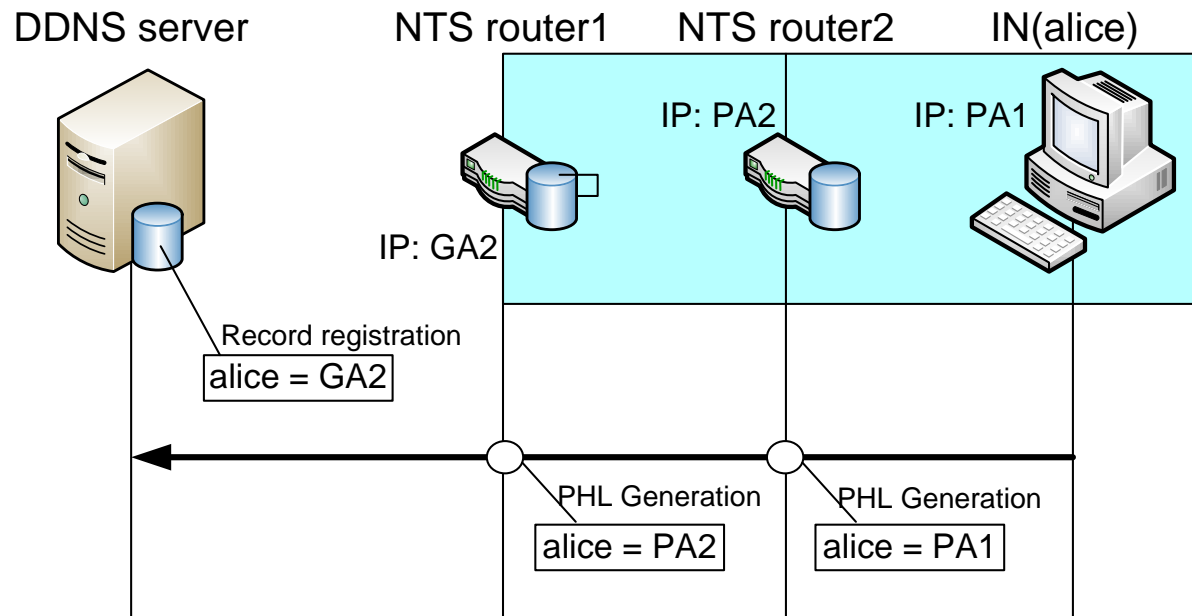 DDNS server
NTS router1
NTS router2
IN(alice)
IP: PA2
IP: PA1
IP: GA2
Record registration
alice = GA2
PHL Generation
PHL Generation
alice = PA2
alice = PA1